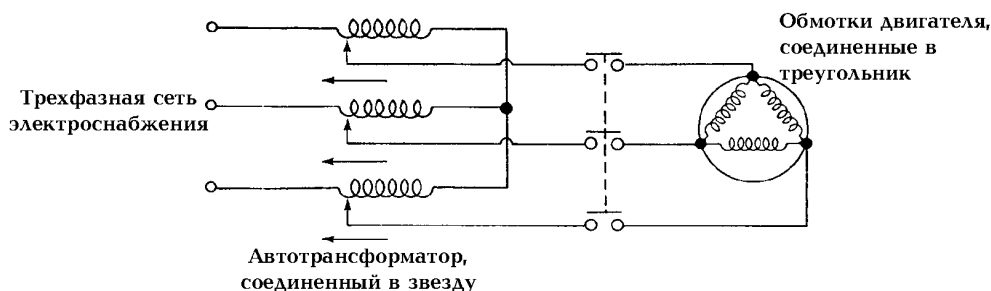 Обмотки двигателя,
соединенные в
треугольник
Трехфазная сеть
электроснабжения
Автотрансформатор,
соединенный в звезду